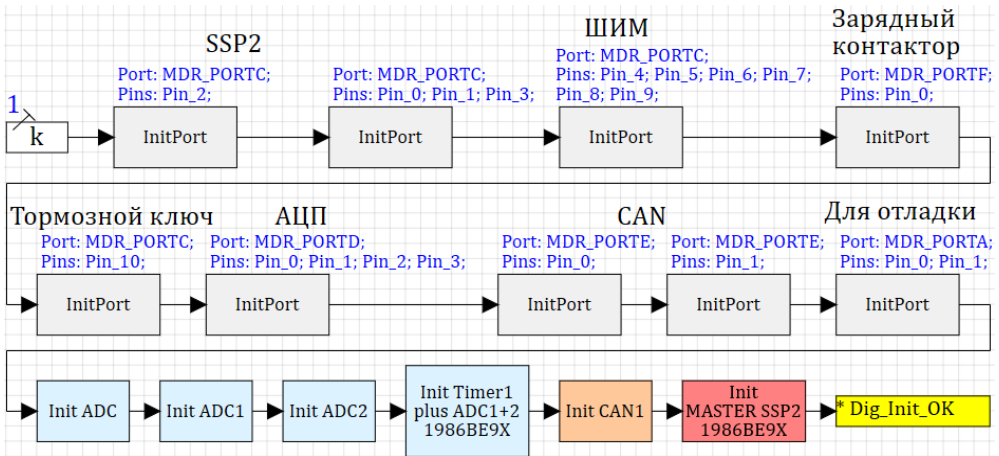 SSP2
Port: MDR_PORTC;
Pins: Pin_2;
InitPort
Port: MDR_PORTC;
Pins: Pin_0; Pin_1; Pin_3;
InitPort
ШИМ
Port: MDR_PORTC;
Pins: Pin_4; Pin_5; Pin_6; Pin_7;
Pin_8; Pin_9;
InitPort
Зарядный
контактор
Port: MDR_PORTF;
Pins: Pin_0;
InitPort
1
k
Тормозной ключ
Port: MDR_PORTC;
Pins: Pin_10;
InitPort
АЦП
Port: MDR_PORTD;
Pins: Pin_0; Pin_1; Pin_2; Pin_3;
InitPort
CAN
Port: MDR_PORTE;
Pins: Pin_0;
InitPort
Port: MDR_PORTE;
Pins: Pin_1;
InitPort
Для отладки
Port: MDR_PORTA;
Pins: Pin_0; Pin_1;
InitPort
Init ADC
Init ADC1
Init ADC2
Init Timer1
plus ADC1+2
1986BE9X
Init CAN1
Init
MASTER SSP2
1986BE9X
* Dig_Init_OK